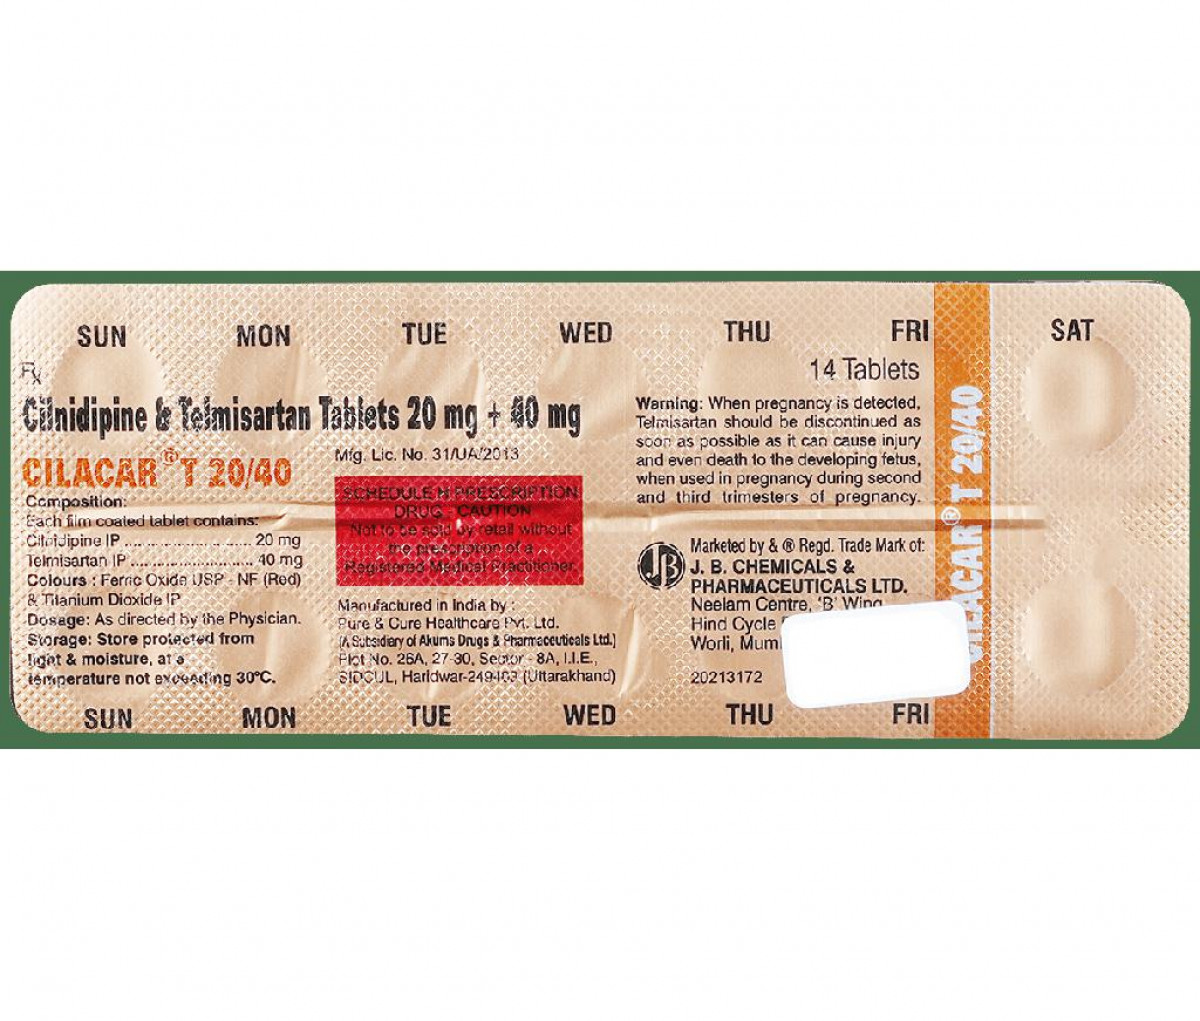 SUN MON TUE WED THU FRI SAT
Rx
14 Tablets
Cilnidipine & Telmisartan Tablets 20 mg + 40 mg
CILACAR® T 20/40
Composition:
Each film coated tablet contains:
Cilnidipine IP ........................ 20 mg
Telmisartan IP ........................ 40 mg
Colours : Ferric Oxide USP - NF (Red)
& Titanium Dioxide IP
Dosage: As directed by the Physician.
Storage: Store protected from
light & moisture, at a
temperature not exceeding 30°C.
Mfg. Lic. No. 31/UA/2013
SCHEDULE H PRESCRIPTION
DRUG - CAUTION
Not to be sold by retail without
the prescription of a
Registered Medical Practitioner.
Manufactured in India by :
Pure & Cure Healthcare Pvt. Ltd.
(A Subsidiary of Akums Drugs & Pharmaceuticals Ltd.)
Plot No. 26A, 27-30, Sector - 8A, I.I.E.,
SIDCUL, Haridwar-249403 (Uttarakhand)
Warning: When pregnancy is detected,
Telmisartan should be discontinued as
soon as possible as it can cause injury
and even death to the developing fetus,
when used in pregnancy during second
and third trimesters of pregnancy.
JB
Marketed by & ® Regd. Trade Mark of:
J. B. CHEMICALS &
PHARMACEUTICALS LTD.
Neelam Centre, 'B' Wing
Hind Cycle
Worli,
20213172
CILACAR® T 20/40
SUN MON TUE WED THU FRI